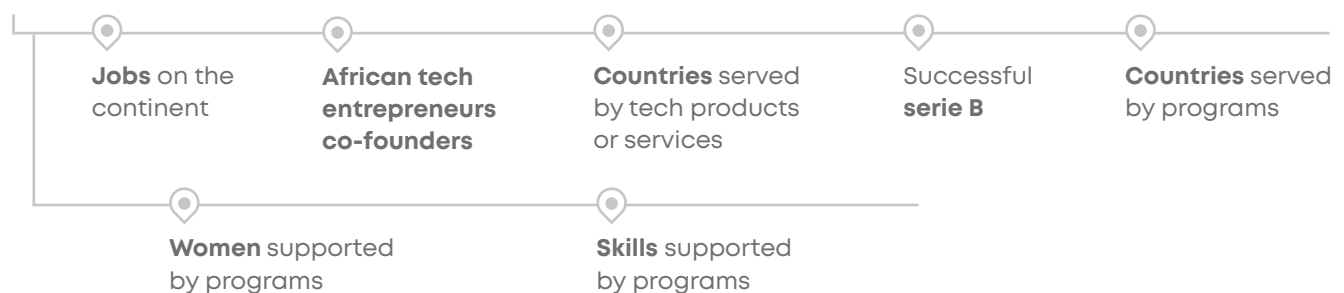 Jobs on the
continent
African tech
entrepreneurs
co-founders
Countries served
by tech products
or services
Successful
serie B
Countries served
by programs
Women supported
by programs
Skills supported
by programs